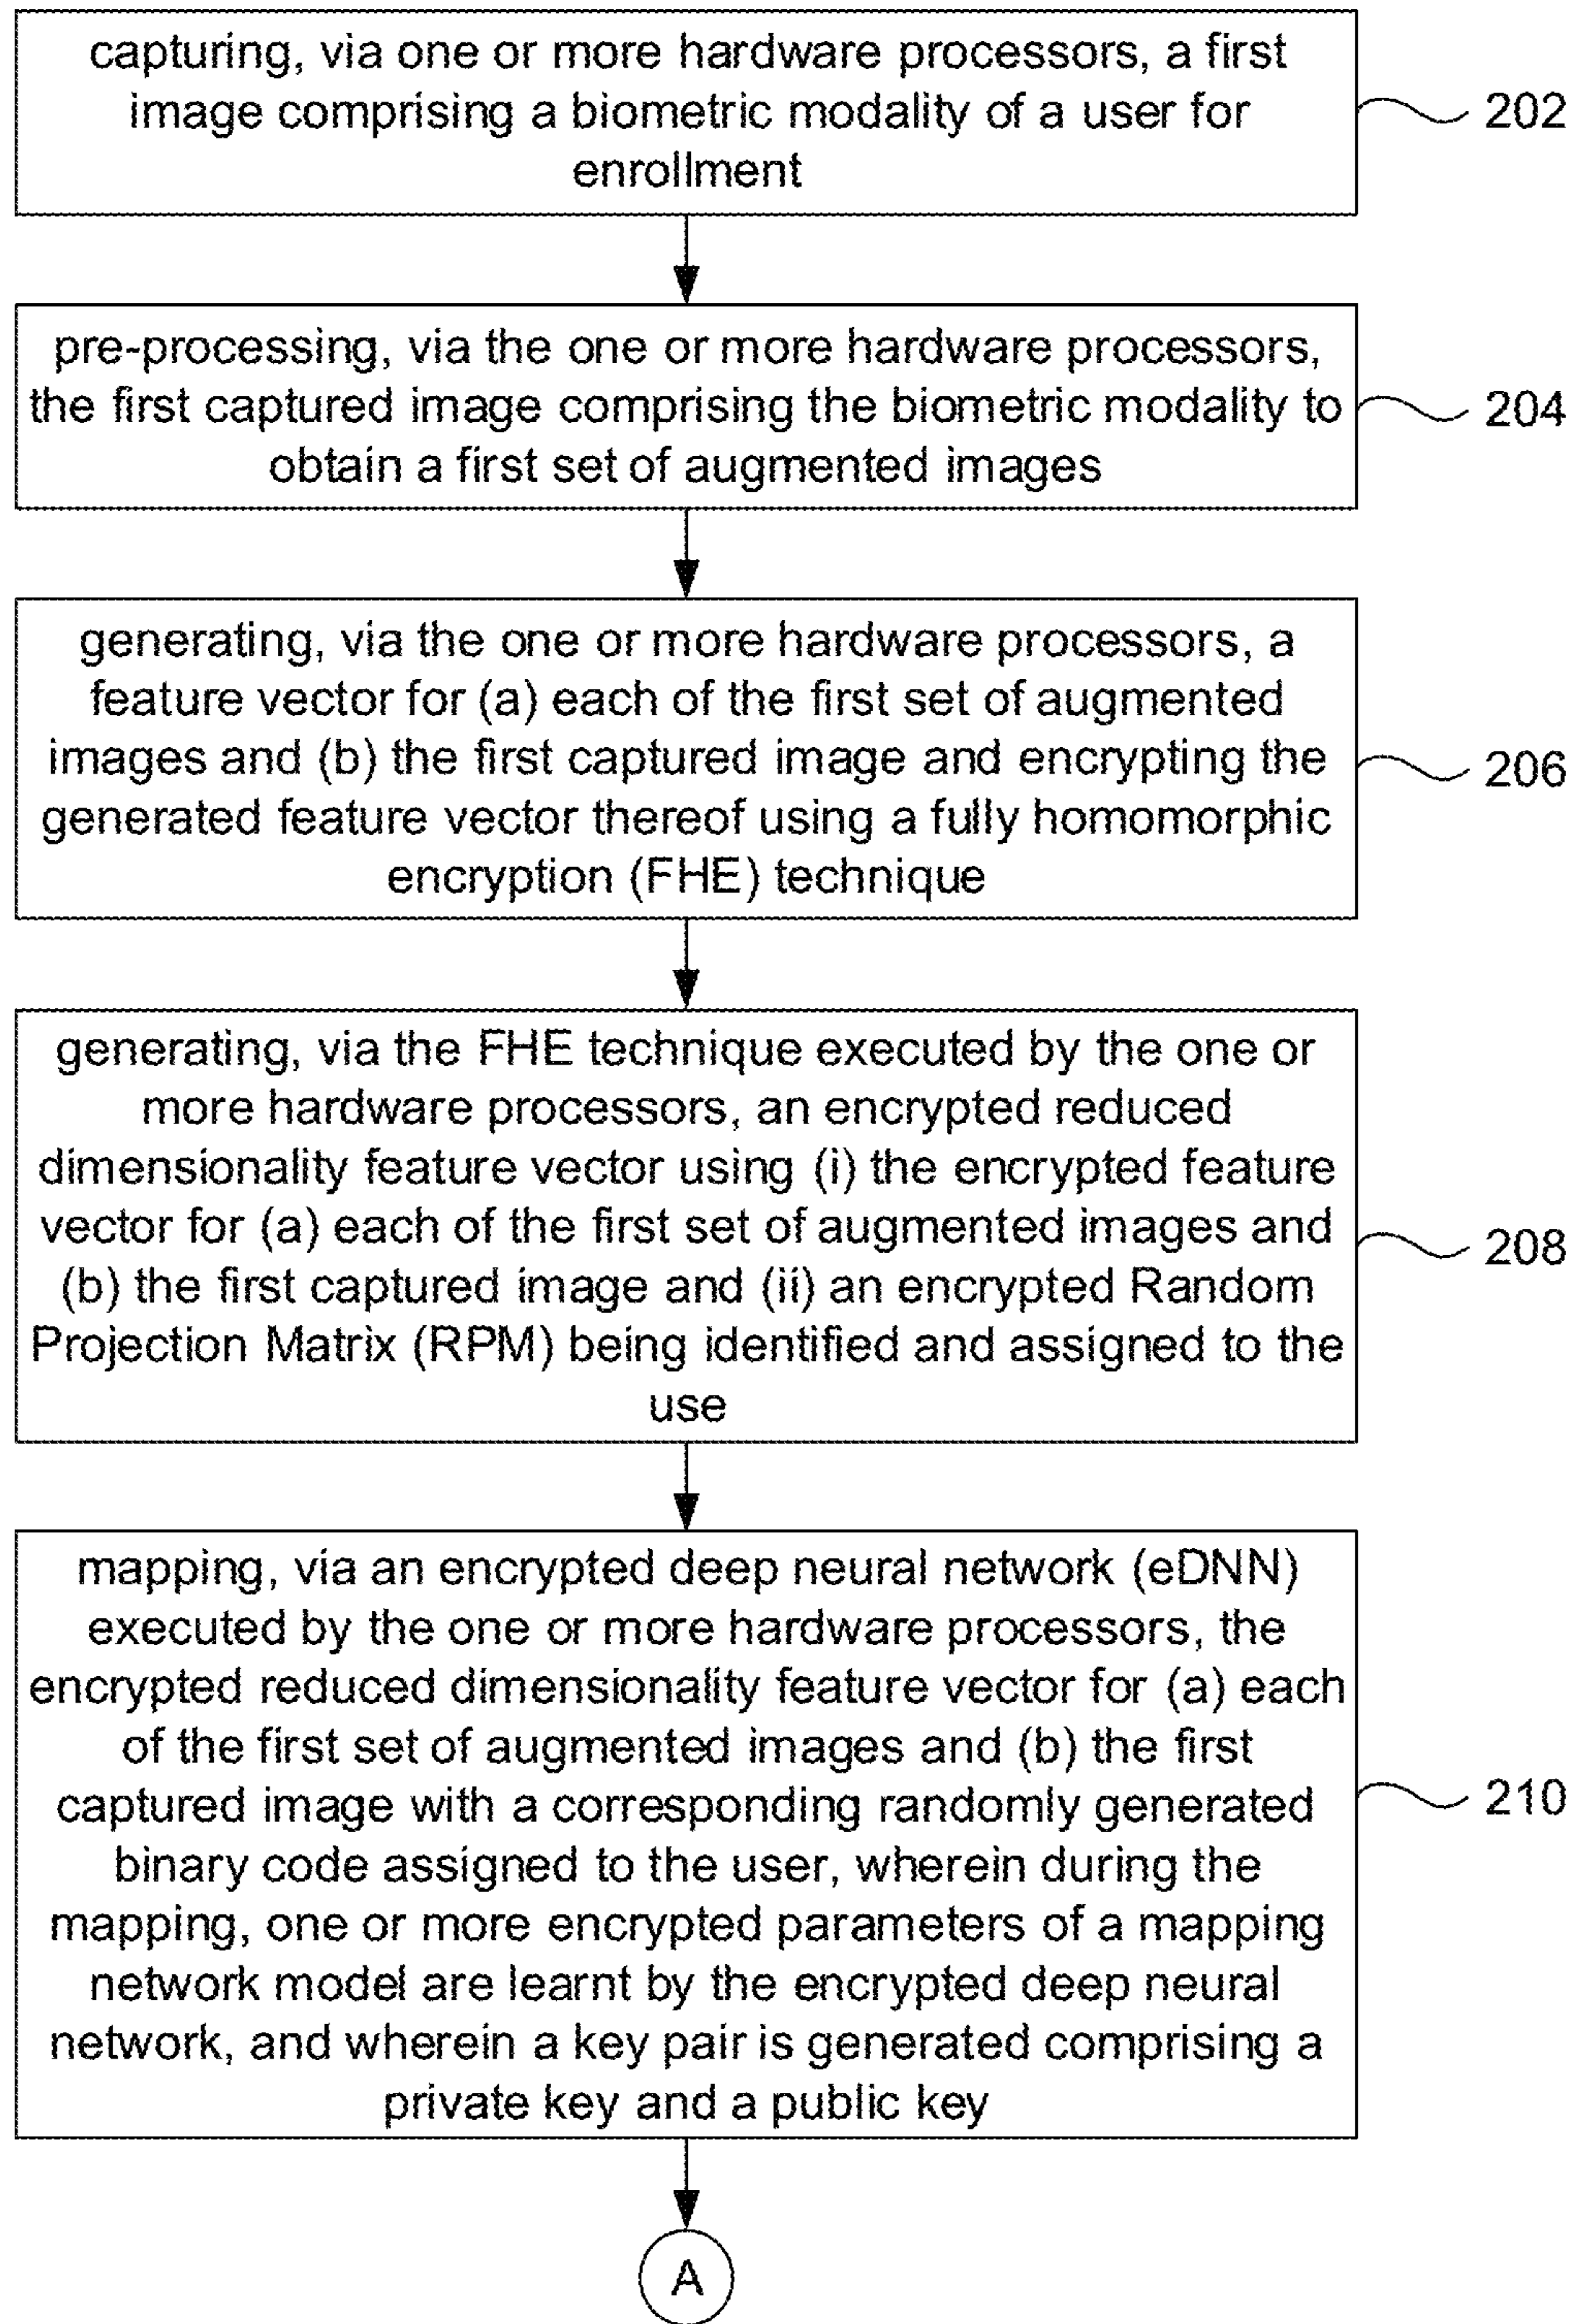 capturing, via one or more hardware processors, a first
image comprising a biometric modality of a user for
enrollment
202
pre-processing, via the one or more hardware processors,
the first captured image comprising the biometric modality to
obtain a first set of augmented images
204
generating, via the one or more hardware processors, a
feature vector for (a) each of the first set of augmented
images and (b) the first captured image and encrypting the
generated feature vector thereof using a fully homomorphic
encryption (FHE) technique
206
generating, via the FHE technique executed by the one or
more hardware processors, an encrypted reduced
dimensionality feature vector using (i) the encrypted feature
vector for (a) each of the first set of augmented images and
(b) the first captured image and (ii) an encrypted Random
Projection Matrix (RPM) being identified and assigned to the
use
208
mapping, via an encrypted deep neural network (eDNN)
executed by the one or more hardware processors, the
encrypted reduced dimensionality feature vector for (a) each
of the first set of augmented images and (b) the first
captured image with a corresponding randomly generated
binary code assigned to the user, wherein during the
mapping, one or more encrypted parameters of a mapping
network model are learnt by the encrypted deep neural
network, and wherein a key pair is generated comprising a
private key and a public key
210
A